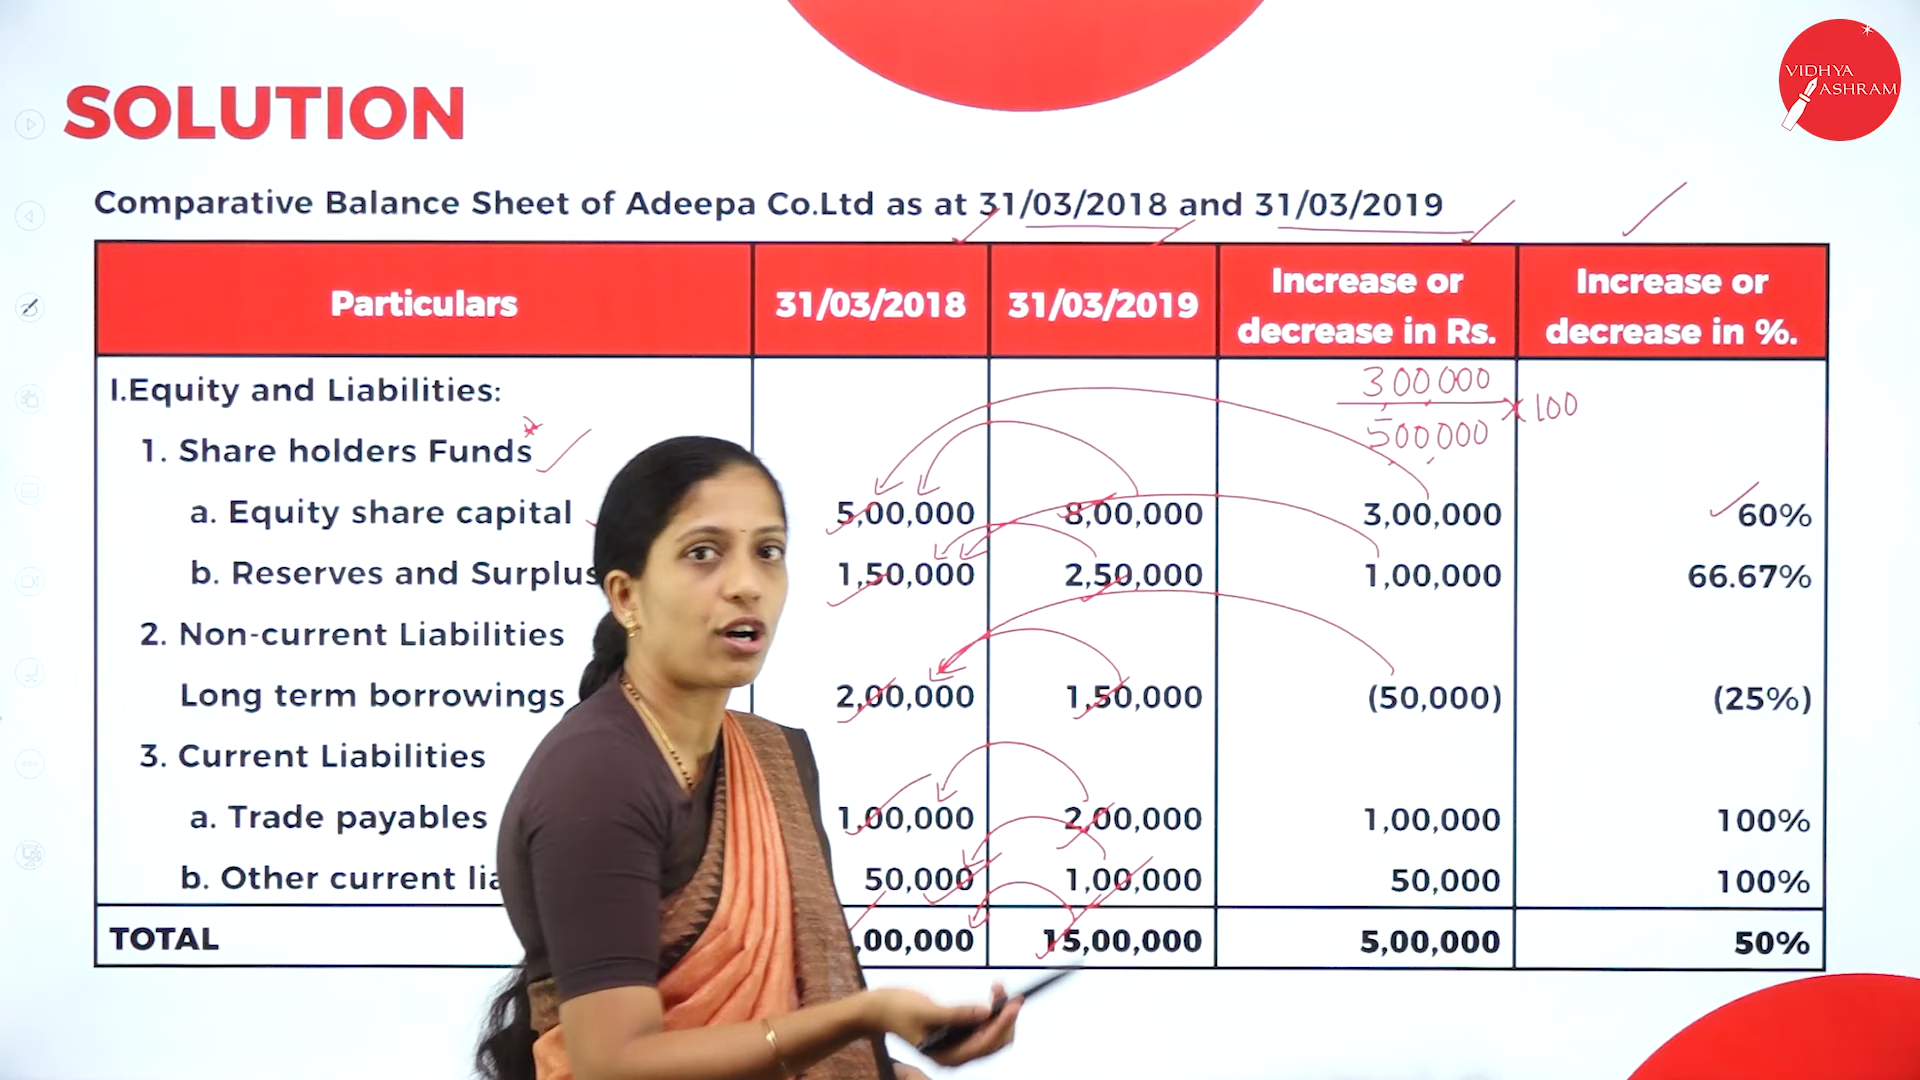 VIDHYA
ASHRAM
SOLUTION
Comparative Balance Sheet of Adeepa Co.Ltd as at 31/03/2018 and 31/03/2019
Particulars 31/03/2018 31/03/2019 Increase or decrease in Rs. Increase or decrease in %.
I.Equity and Liabilities:
300,000
500,000
× 100
1. Share holders Funds
a. Equity share capital 5,00,000 8,00,000 3,00,000 60%
b. Reserves and Surplus 1,50,000 2,50,000 1,00,000 66.67%
2. Non-current Liabilities
Long term borrowings 2,00,000 1,50,000 (50,000) (25%)
3. Current Liabilities
a. Trade payables 1,00,000 2,00,000 1,00,000 100%
b. Other current 50,000 1,00,000 50,000 100%
TOTAL ,00,000 15,00,000 5,00,000 50%